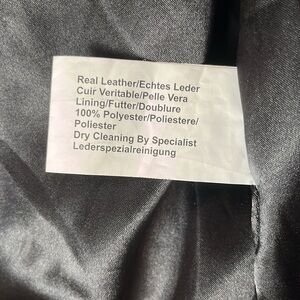 Real Leather/Echtes Leder
Cuir Veritable/Pelle Vera
Lining/Futter/Doublure
100% Polyester/Poliestere/
Poliester
Dry Cleaning By Specialist
Lederspezialreinigung